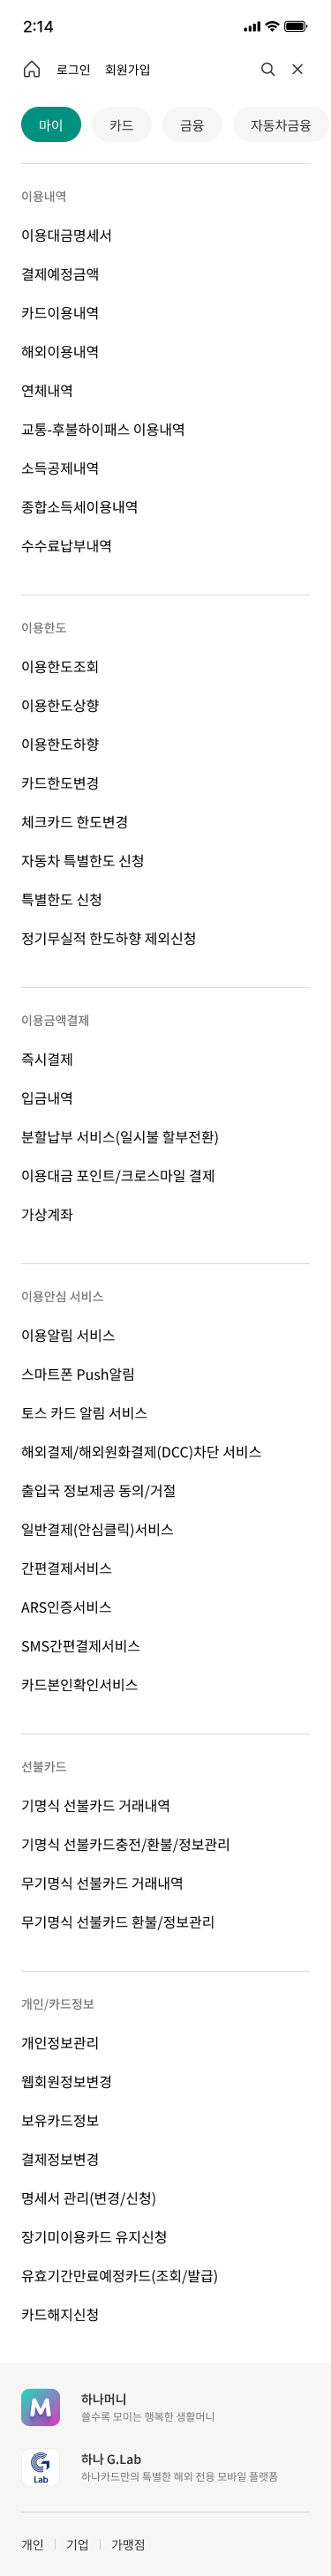 2:14
로그인 회원가입
마이 카드 금융 자동차금융
이용내역
이용대금명세서
결제예정금액
카드이용내역
해외이용내역
연체내역
교통-후불하이패스 이용내역
소득공제내역
종합소득세이용내역
수수료납부내역
이용한도
이용한도조회
이용한도상향
이용한도하향
카드한도변경
체크카드 한도변경
자동차 특별한도 신청
특별한도 신청
정기무실적 한도하향 제외신청
이용금액결제
즉시결제
입금내역
분할납부 서비스(일시불 할부전환)
이용대금 포인트/크로스마일 결제
가상계좌
이용안심 서비스
이용알림 서비스
스마트폰 Push알림
토스 카드 알림 서비스
해외결제/해외원화결제(DCC)차단 서비스
출입국 정보제공 동의/거절
일반결제(안심클릭)서비스
간편결제서비스
ARS인증서비스
SMS간편결제서비스
카드본인확인서비스
선불카드
기명식 선불카드 거래내역
기명식 선불카드충전/환불/정보관리
무기명식 선불카드 거래내역
무기명식 선불카드 환불/정보관리
개인/카드정보
개인정보관리
웹회원정보변경
보유카드정보
결제정보변경
명세서 관리(변경/신청)
장기미이용카드 유지신청
유효기간만료예정카드(조회/발급)
카드해지신청
M
하나머니
쓸수록 모이는 행복한 생활머니
G
Lab
하나 G.Lab
하나카드만의 특별한 해외 전용 모바일 플랫폼
개인 기업 가맹점